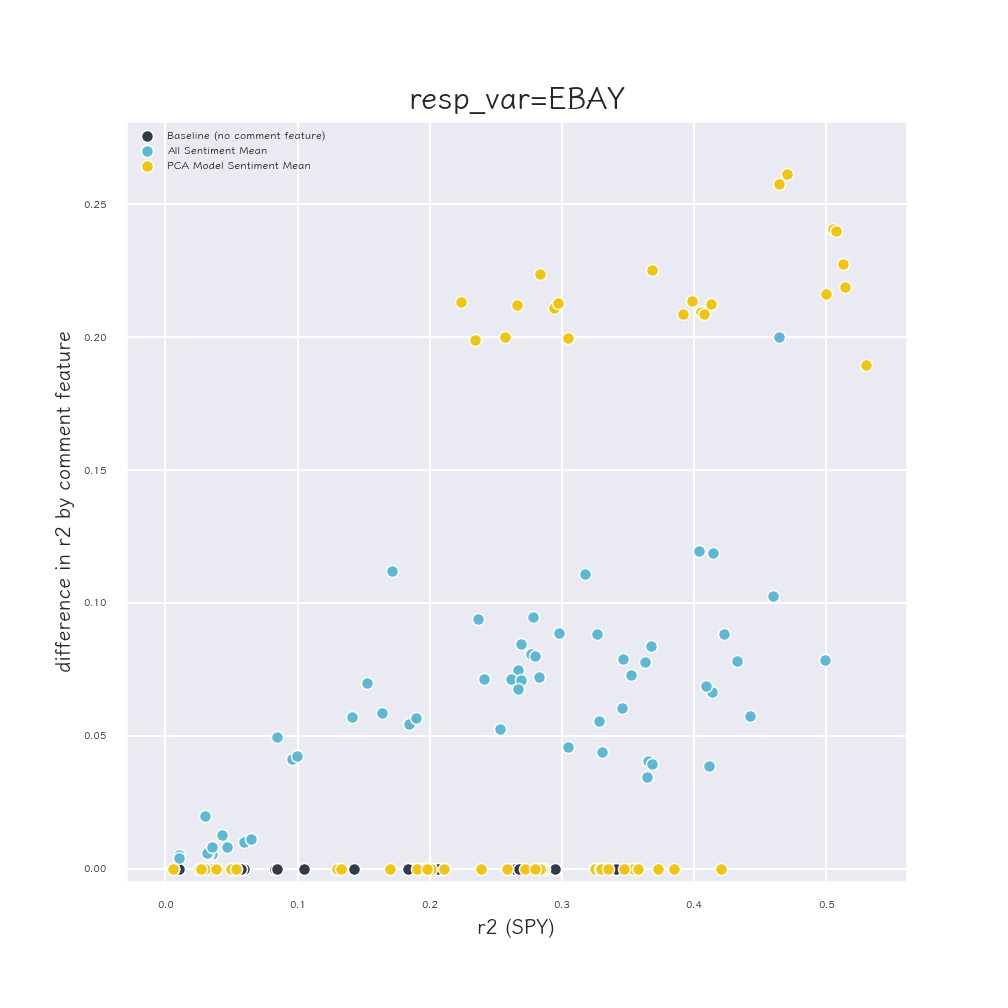 resp_var=EBAY
Baseline (no comment feature)
All Sentiment Mean
PCA Model Sentiment Mean
difference in r2 by comment feature
0.25
0.20
0.15
0.10
0.05
0.00
0.0 0.1 0.2 0.3 0.4 0.5
r2 (SPY)